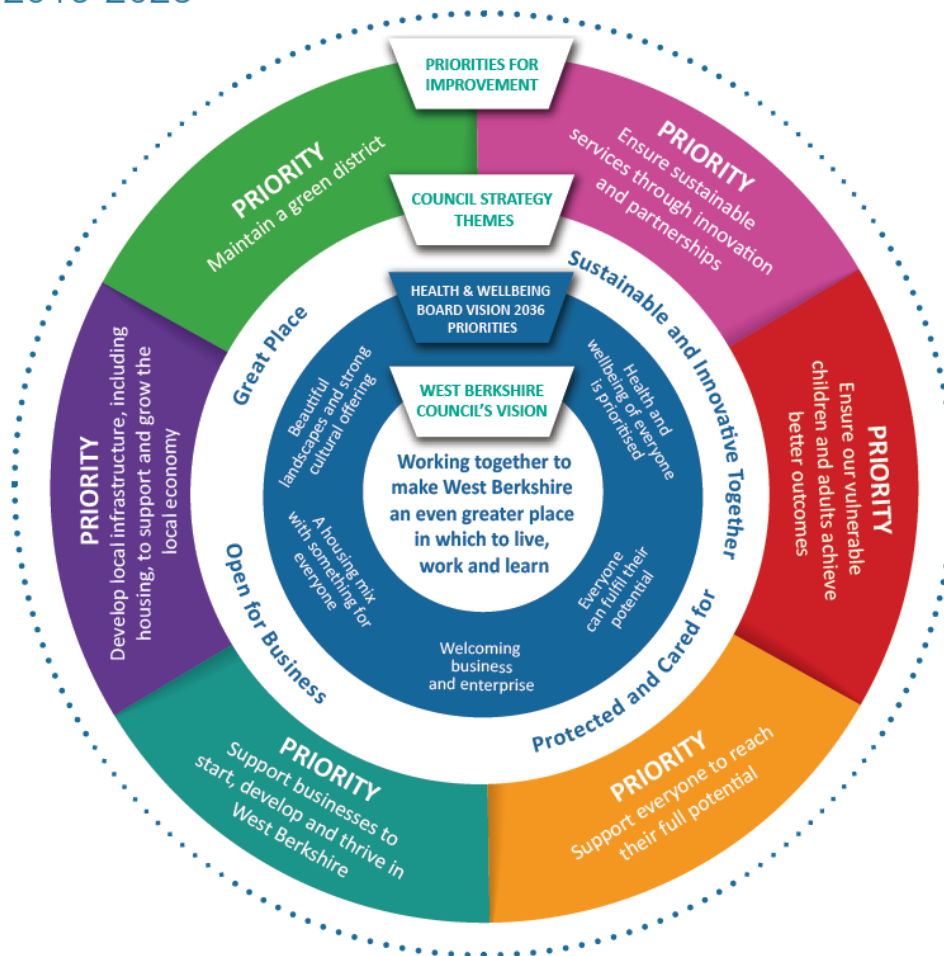 PRIORITIES FOR
IMPROVEMENT
PRIORITY
Maintain a green district
PRIORITY
Ensure sustainable
services through innovation
and partnerships
COUNCIL STRATEGY
THEMES
Great Place
Sustainable and Innovative Together
HEALTH & WELLBEING
BOARD VISION 2036
PRIORITIES
Beautiful
landscapes and strong
cultural offering
Health and
wellbeing of everyone
is prioritised
WEST BERKSHIRE
COUNCIL'S VISION
Working together to
make West Berkshire
an even greater place
in which to live,
work and learn
PRIORITY
Develop local infrastructure, including
housing, to support and grow the
local economy
PRIORITY
Ensure our vulnerable
children and adults achieve
better outcomes
A housing mix
with something for
everyone
Everyone
can fulfil their
potential
Welcoming
business
and enterprise
Open for Business
Protected and Cared for
PRIORITY
Support businesses to
start, develop and thrive in
West Berkshire
PRIORITY
Support everyone to reach
their full potential